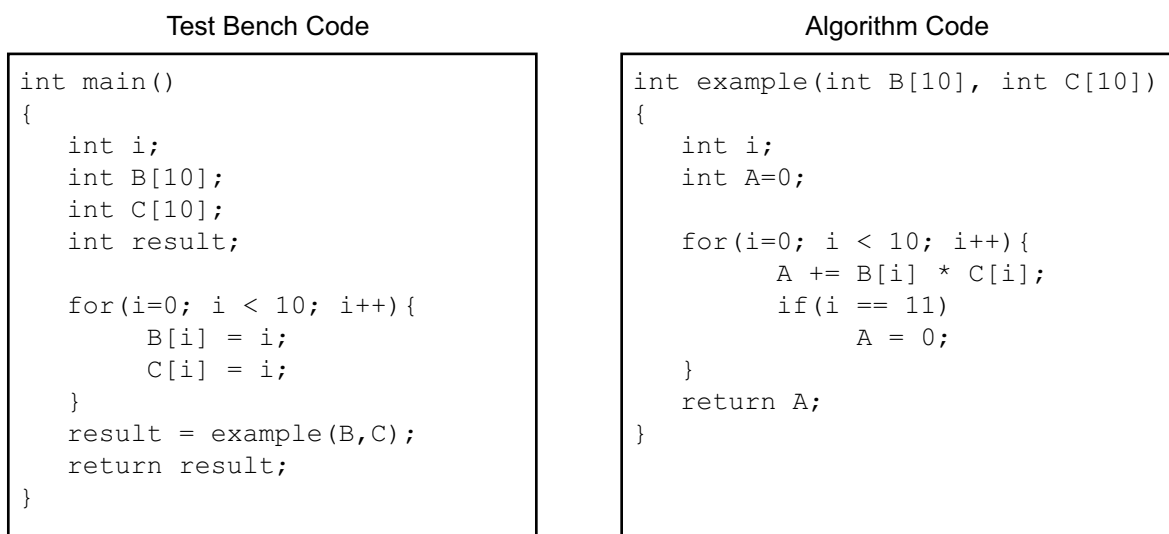 Test Bench Code
int main()
{
   int i;
   int B[10];
   int C[10];
   int result;

   for(i=0; i < 10; i++){
        B[i] = i;
        C[i] = i;
   }
   result = example(B,C);
   return result;
}
Algorithm Code
int example(int B[10], int C[10])
{
   int i;
   int A=0;

   for(i=0; i < 10; i++){
         A += B[i] * C[i];
         if(i == 11)
              A = 0;
   }
   return A;
}